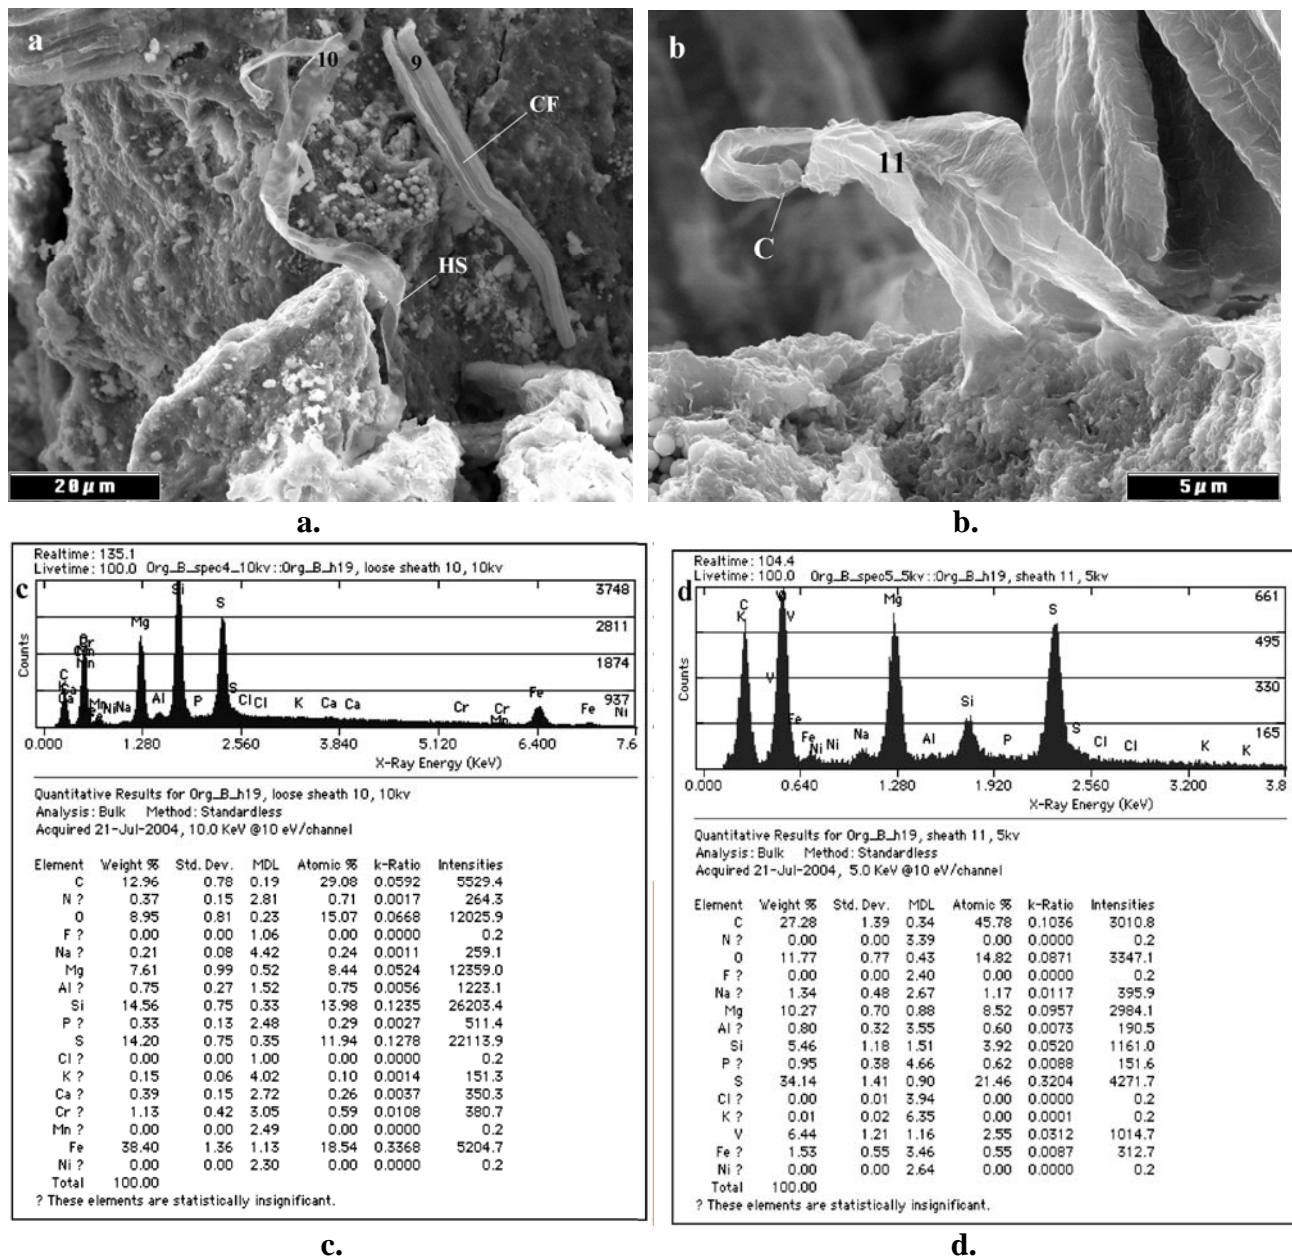 a
10
9
CF
HS
20µm
a.
b
11
C
5µm
b.
Realtime: 135.1
Livetime: 100.0 Org_B_spec4_10kv::Org_B_h19, loose sheath 10, 10kv
c
Si
3748
S
2811
Mg
1874
C
Al
P
S
Cl Cl
K
Ca Ca
Cr
Cr
Mn
Fe
Fe
Ni
937
Counts
0.000 1.280 2.560 3.840 5.120 6.400 7.6
X-Ray Energy (KeV)
Quantitative Results for Org_B_h19, loose sheath 10, 10kv
Analysis: Bulk Method: Standardless
Acquired 21-Jul-2004, 10.0 KeV @10 eV/channel
Element Weight % Std. Dev. MDL Atomic % k-Ratio Intensities
C 12.96 0.78 0.19 29.08 0.0592 5529.4
N ? 0.37 0.15 2.81 0.71 0.0017 264.3
O 8.95 0.81 0.23 15.07 0.0668 12025.9
F ? 0.00 0.00 1.06 0.00 0.0000 0.2
Na ? 0.21 0.08 4.42 0.24 0.0011 259.1
Mg 7.61 0.99 0.52 8.44 0.0524 12359.0
Al ? 0.75 0.27 1.52 0.75 0.0056 1223.1
Si 14.56 0.75 0.33 13.98 0.1235 26203.4
P ? 0.33 0.13 2.48 0.29 0.0027 511.4
S 14.20 0.75 0.35 11.94 0.1278 22113.9
Cl ? 0.00 0.00 1.00 0.00 0.0000 0.2
K ? 0.15 0.06 4.02 0.10 0.0014 151.3
Ca ? 0.39 0.15 2.72 0.26 0.0037 350.3
Cr ? 1.13 0.42 3.05 0.59 0.0108 380.7
Mn ? 0.00 0.00 2.49 0.00 0.0000 0.2
Fe 38.40 1.36 1.13 18.54 0.3368 5204.7
Ni ? 0.00 0.00 2.30 0.00 0.0000 0.2
Total 100.00
? These elements are statistically insignificant.
c.
Realtime: 104.4
Livetime: 100.0 Org_B_spec5_5kv::Org_B_h19, sheath 11, 5kv
d
C
K
V
V
Mg
S
661
495
330
Fe
Fe
Ni Ni
Na
Al
Si
P
S
Cl Cl
K K
165
Counts
0.000 0.640 1.280 1.920 2.560 3.200 3.8
X-Ray Energy (KeV)
Quantitative Results for Org_B_h19, sheath 11, 5kv
Analysis: Bulk Method: Standardless
Acquired 21-Jul-2004, 5.0 KeV @10 eV/channel
Element Weight % Std. Dev. MDL Atomic % k-Ratio Intensities
C 27.28 1.39 0.34 45.78 0.1036 3010.8
N ? 0.00 0.00 3.39 0.00 0.0000 0.2
O 11.77 0.77 0.43 14.82 0.0871 3347.1
F ? 0.00 0.00 2.40 0.00 0.0000 0.2
Na ? 1.34 0.48 2.67 1.17 0.0117 395.9
Mg 10.27 0.70 0.88 8.52 0.0957 2984.1
Al ? 0.80 0.32 3.55 0.60 0.0073 190.5
Si 5.46 1.18 1.51 3.92 0.0520 1161.0
P ? 0.95 0.38 4.66 0.62 0.0088 151.6
S 34.14 1.41 0.90 21.46 0.3204 4271.7
Cl ? 0.00 0.01 3.94 0.00 0.0000 0.2
K ? 0.01 0.02 6.35 0.00 0.0001 0.2
V 6.44 1.21 1.16 2.55 0.0312 1014.7
Fe ? 1.53 0.55 3.46 0.55 0.0087 312.7
Ni ? 0.00 0.00 2.64 0.00 0.0000 0.2
Total 100.00
? These elements are statistically insignificant.
d.